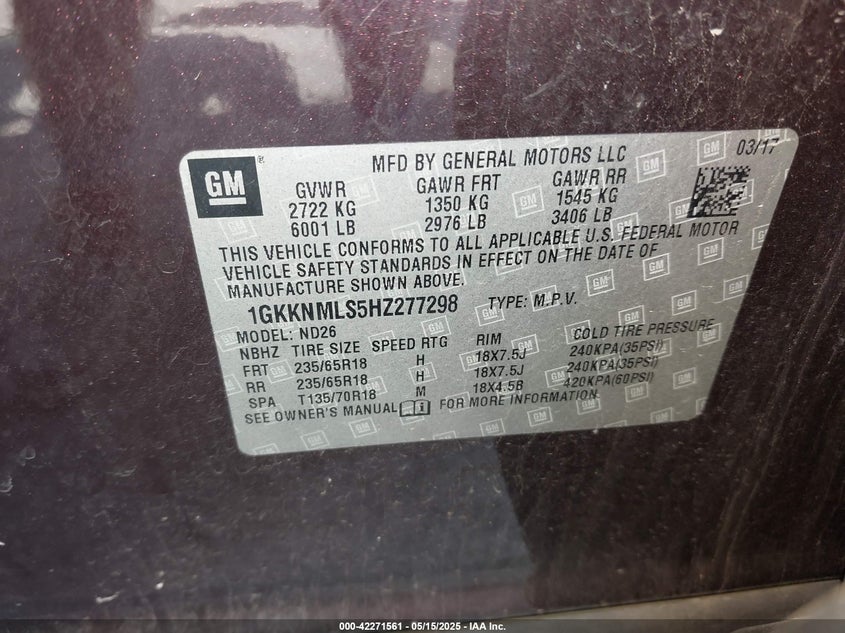 GM ® MFD BY GENERAL MOTORS LLC 03/17
GVWR GAWR FRT GAWR RR
2722 KG 1350 KG 1545 KG
6001 LB 2976 LB 3406 LB
THIS VEHICLE CONFORMS TO ALL APPLICABLE U.S. FEDERAL MOTOR
VEHICLE SAFETY STANDARDS IN EFFECT ON THE DATE OF
MANUFACTURE SHOWN ABOVE.
1GKKNMLS5HZ277298 TYPE: M.P.V.
MODEL: ND26
NBHZ TIRE SIZE SPEED RTG RIM COLD TIRE PRESSURE
FRT 235/65R18 H 18X7.5J 240KPA(35PSI)
RR 235/65R18 H 18X7.5J 240KPA(35PSI)
SPA T135/70R18 M 18X4.5B 420KPA(60PSI)
SEE OWNER'S MANUAL FOR MORE INFORMATION
000-42271561 - 05/15/2025 - IAA Inc.